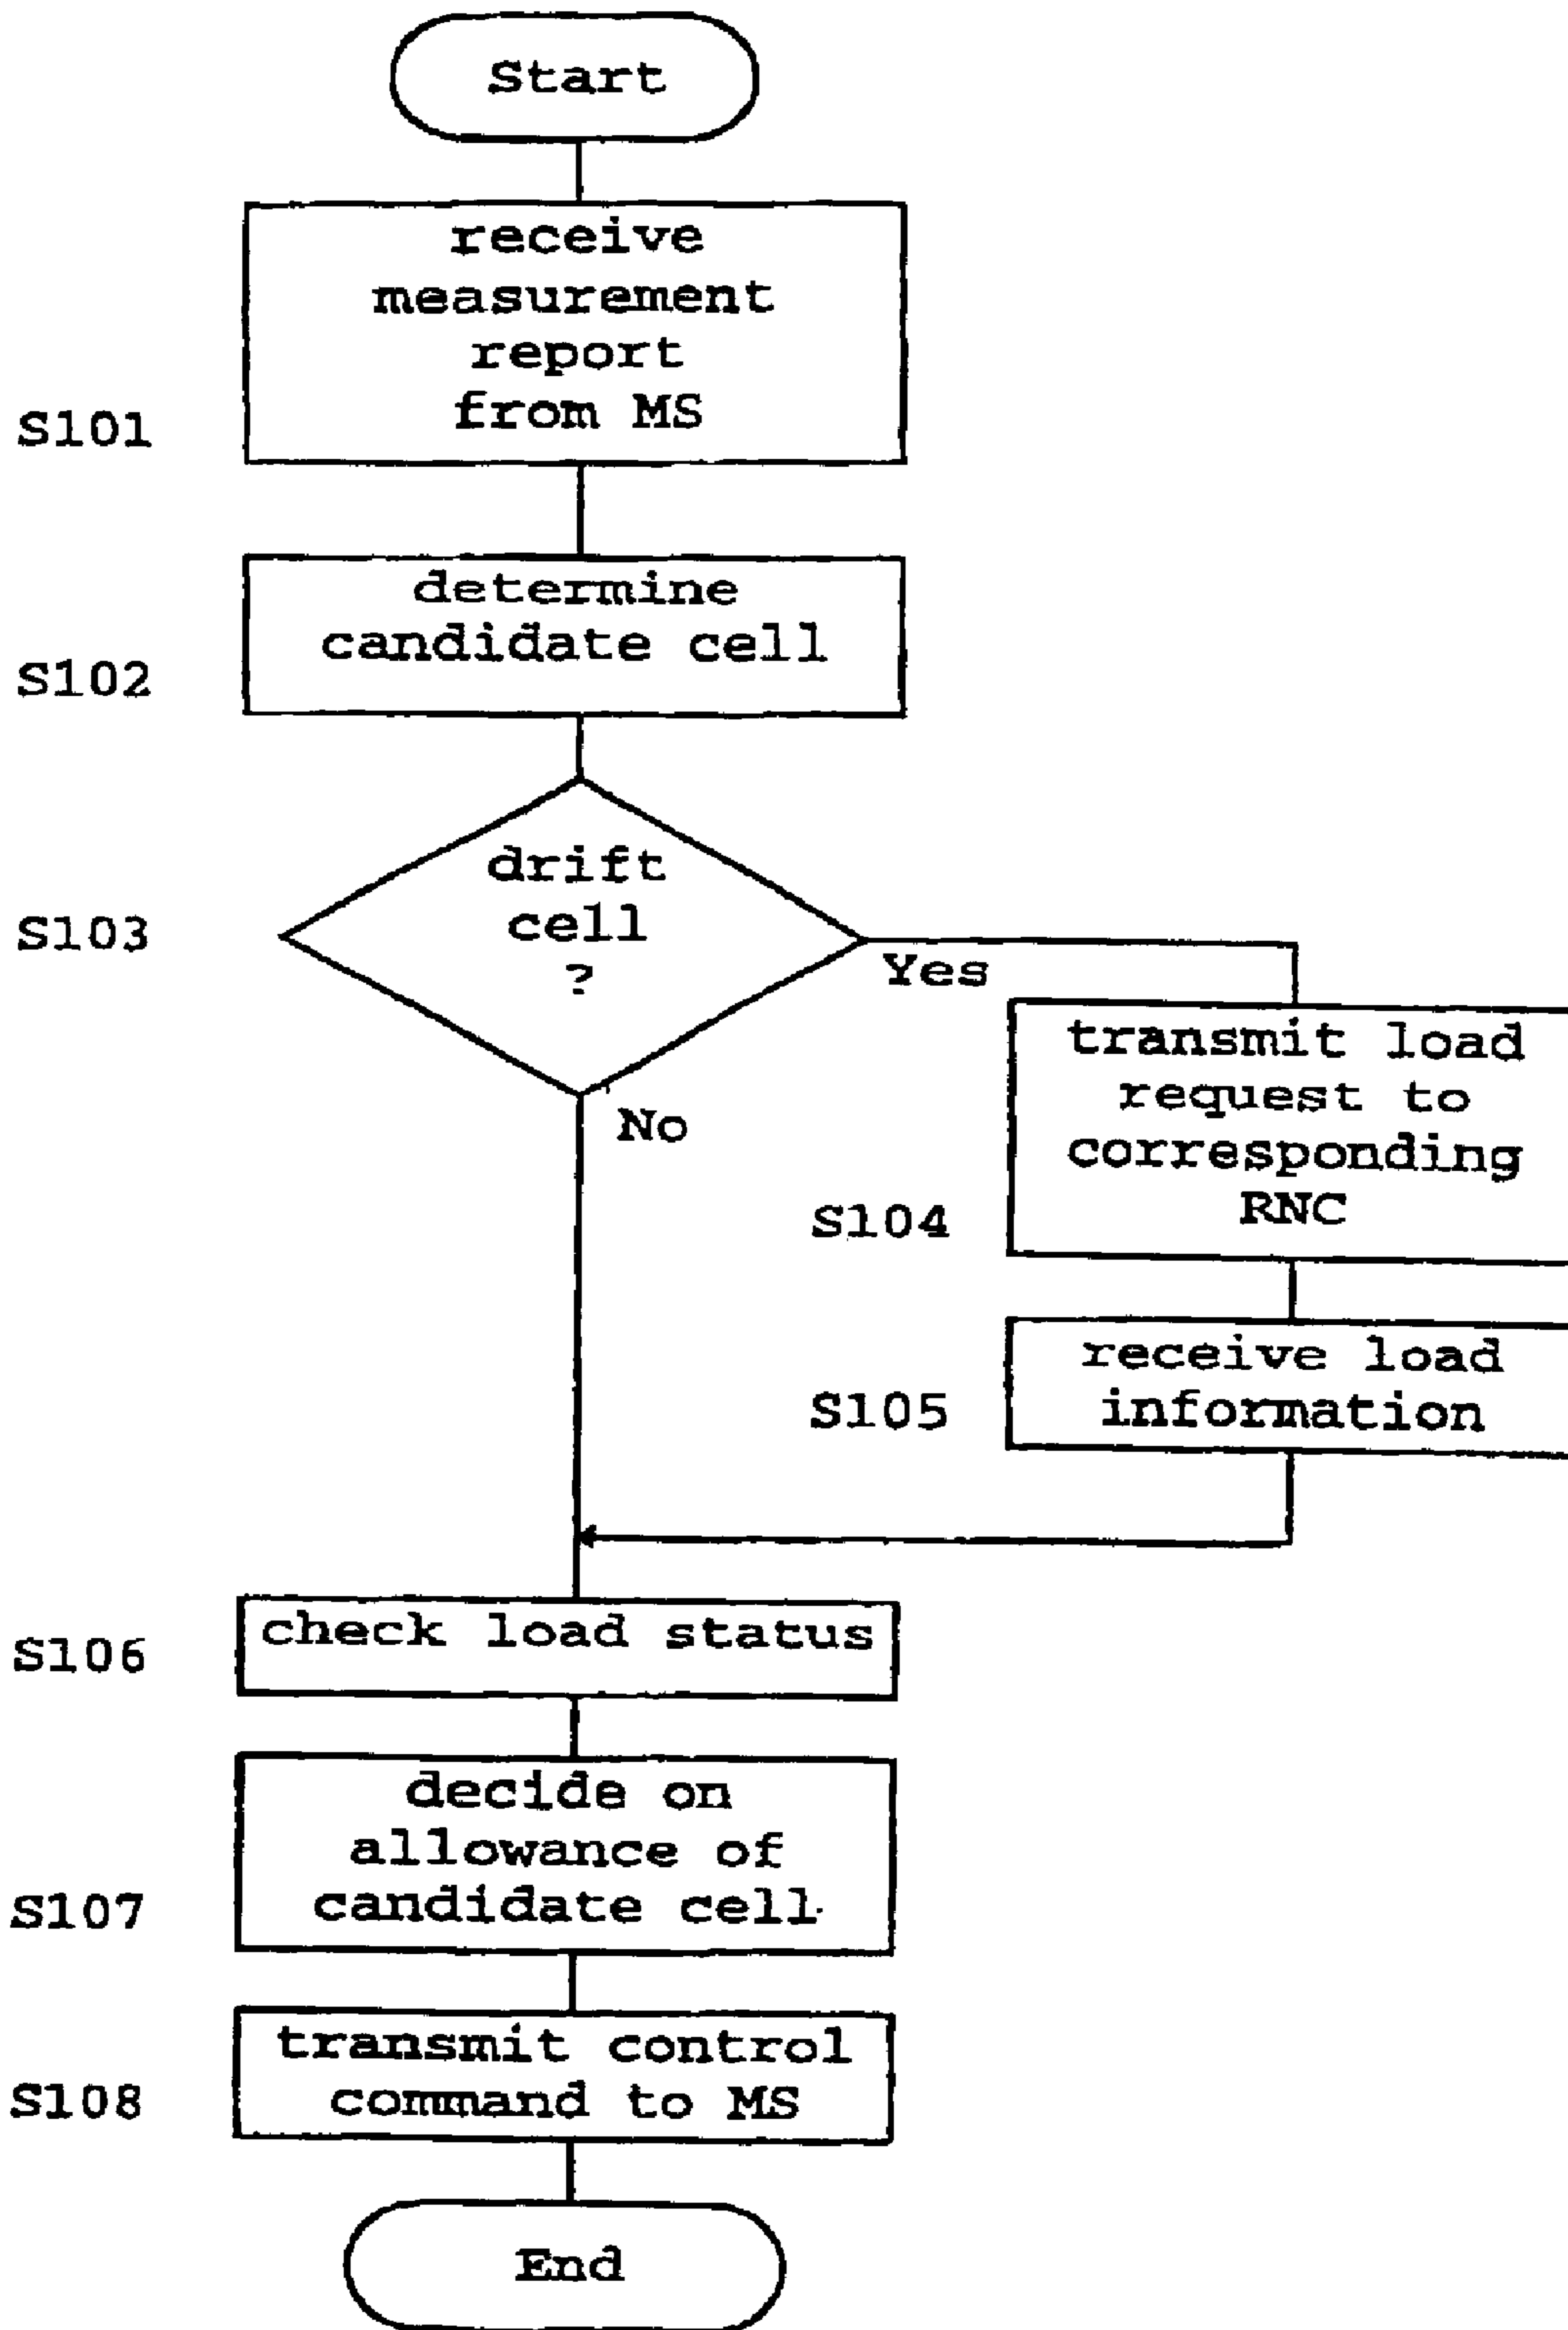 Start
receive
measurement
report
from MS
S101
determine
candidate cell
S102
drift
cell
?
S103
Yes
No
transmit load
request to
corresponding
RNC
S104
receive load
information
S105
check load status
S106
decide on
allowance of
candidate cell
S107
transmit control
command to MS
S108
End